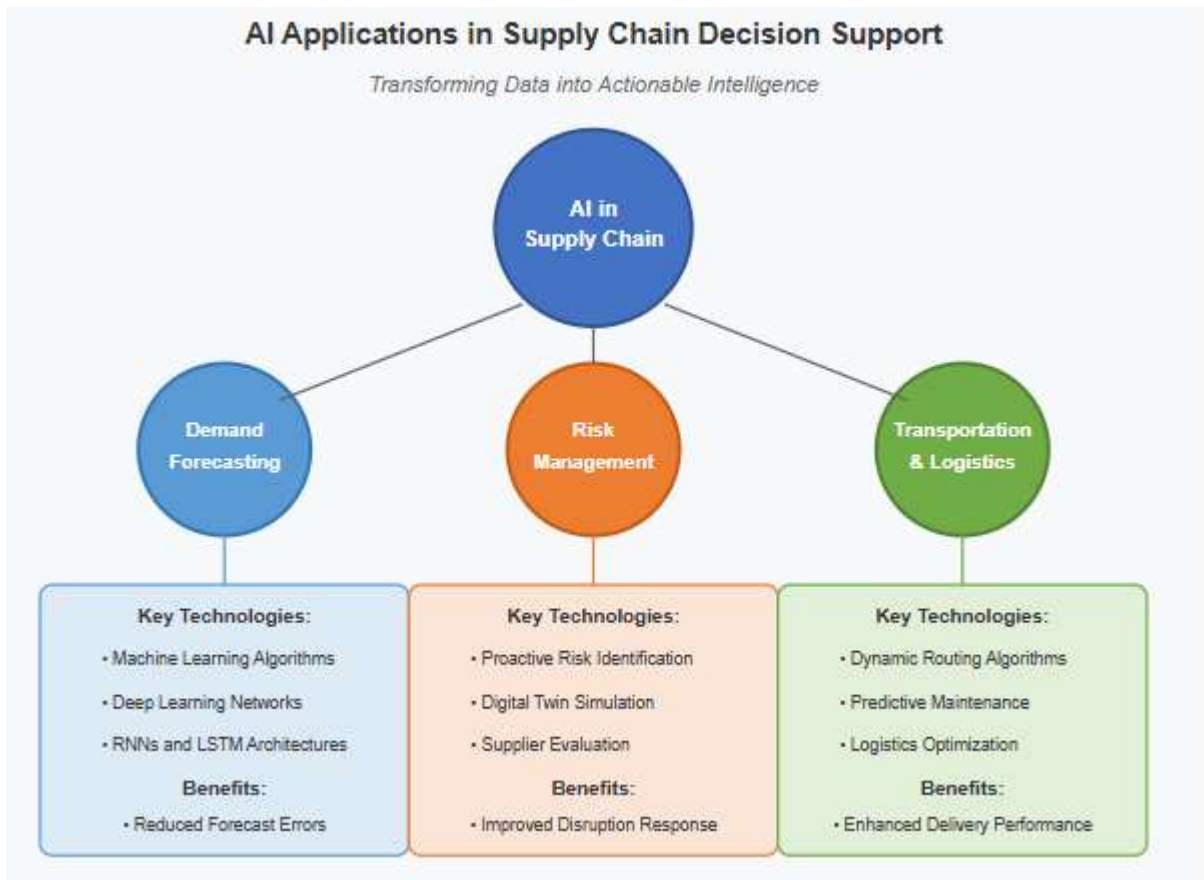 AI Applications in Supply Chain Decision Support
Transforming Data into Actionable Intelligence
AI in
Supply Chain
Demand
Forecasting
Risk
Management
Transportation
& Logistics
Key Technologies:
• Machine Learning Algorithms
• Deep Learning Networks
• RNNs and LSTM Architectures
Benefits:
• Reduced Forecast Errors
Key Technologies:
• Proactive Risk Identification
• Digital Twin Simulation
• Supplier Evaluation
Benefits:
• Improved Disruption Response
Key Technologies:
• Dynamic Routing Algorithms
• Predictive Maintenance
• Logistics Optimization
Benefits:
• Enhanced Delivery Performance